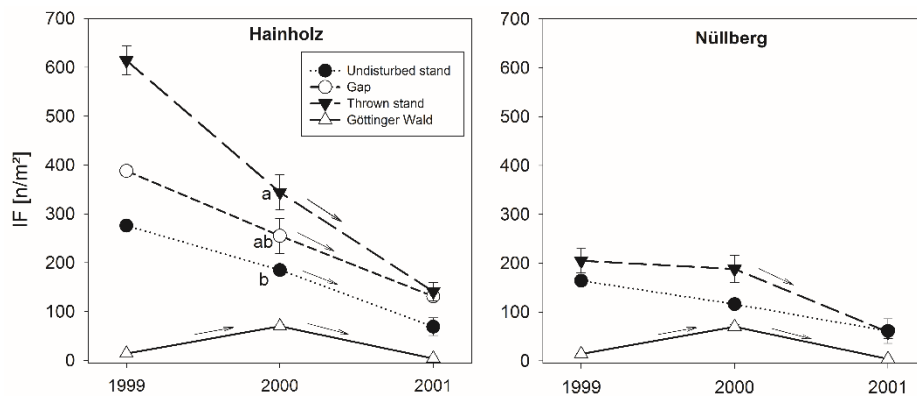 Hainholz
700
600
500
400
300
200
100
0
IF [n/m²]
Undisturbed stand
Gap
Thrown stand
Göttinger Wald
a
ab
b
1999 2000 2001
Nüllberg
700
600
500
400
300
200
100
0
1999 2000 2001